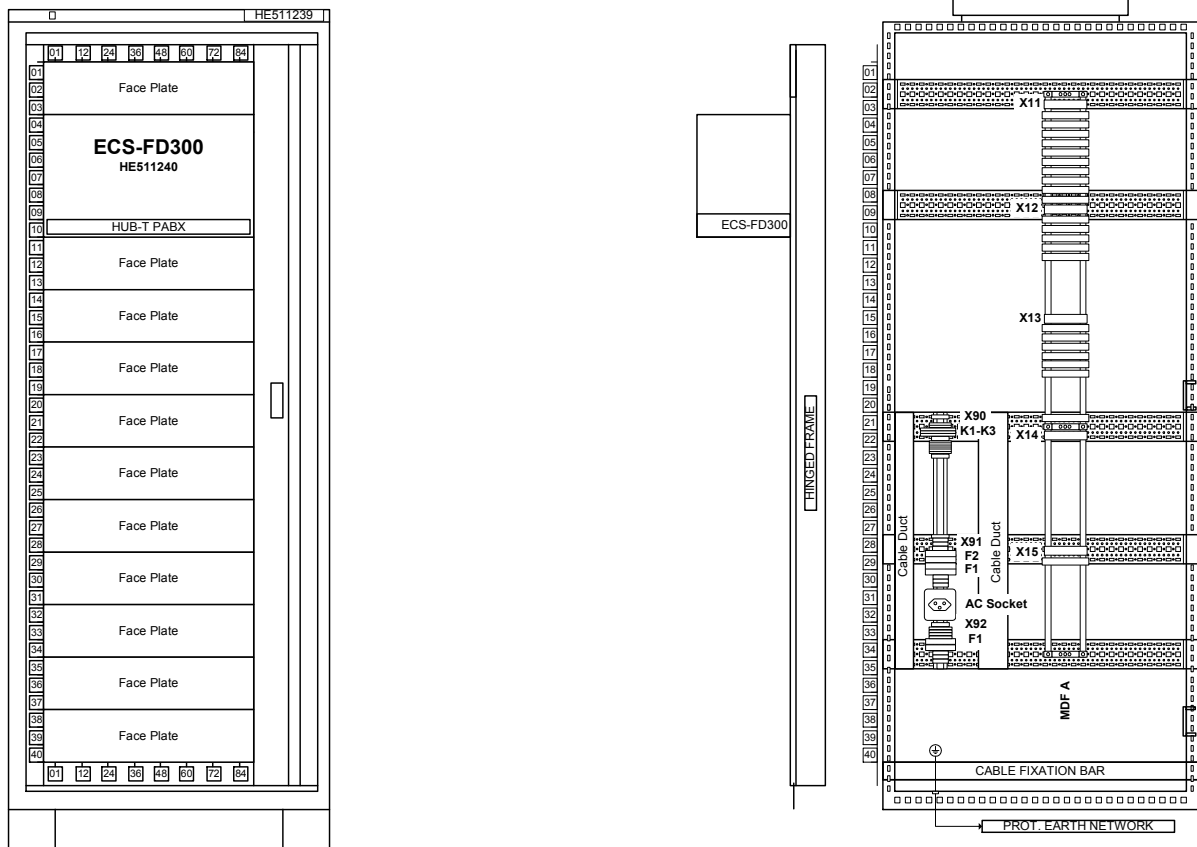 HE511239
01 12 24 36 48 60 72 84
01
02
03
04
05
06
07
08
09
10
11
12
13
14
15
16
17
18
19
20
21
22
23
24
25
26
27
28
29
30
31
32
33
34
35
36
37
38
39
40
Face Plate
ECS-FD300
HE511240
HUB-T PABX
Face Plate
Face Plate
Face Plate
Face Plate
Face Plate
Face Plate
Face Plate
Face Plate
Face Plate
Face Plate
01 12 24 36 48 60 72 84
ECS-FD300
HINGED FRAME
01
02
03
04
05
06
07
08
09
10
11
12
13
14
15
16
17
18
19
20
21
22
23
24
25
26
27
28
29
30
31
32
33
34
35
36
37
38
39
40
X11
X12
X13
X90
K1-K3
X14
Cable Duct
Cable Duct
X91
F2
F1
X15
AC Socket
X92
F1
MDF A
CABLE FIXATION BAR
PROT. EARTH NETWORK